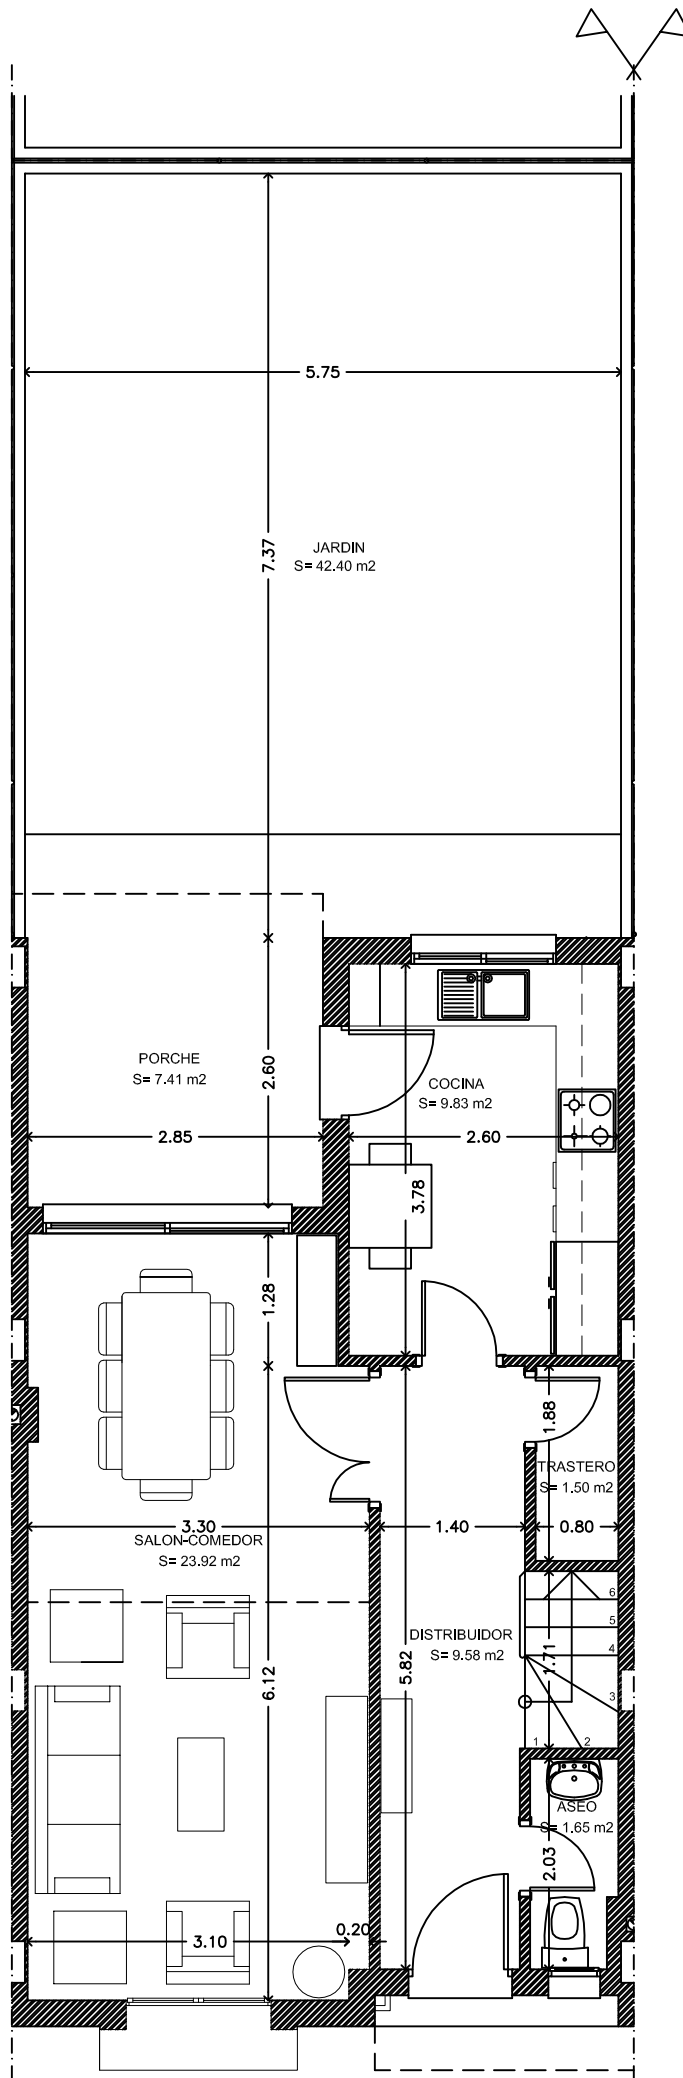 5.75
7.37
JARDIN
S= 42.40 m2
PORCHE
S= 7.41 m2
2.60
COCINA
S= 9.83 m2
2.85
2.60
3.78
1.28
1.88
TRASTERO
S= 1.50 m2
3.30
1.40
0.80
SALON-COMEDOR
S= 23.92 m2
6
5
DISTRIBUIDOR
S= 9.58 m2
4
1.71
5.82
6.12
3
1
2
ASEO
S= 1.65 m2
2.03
0.20
3.10